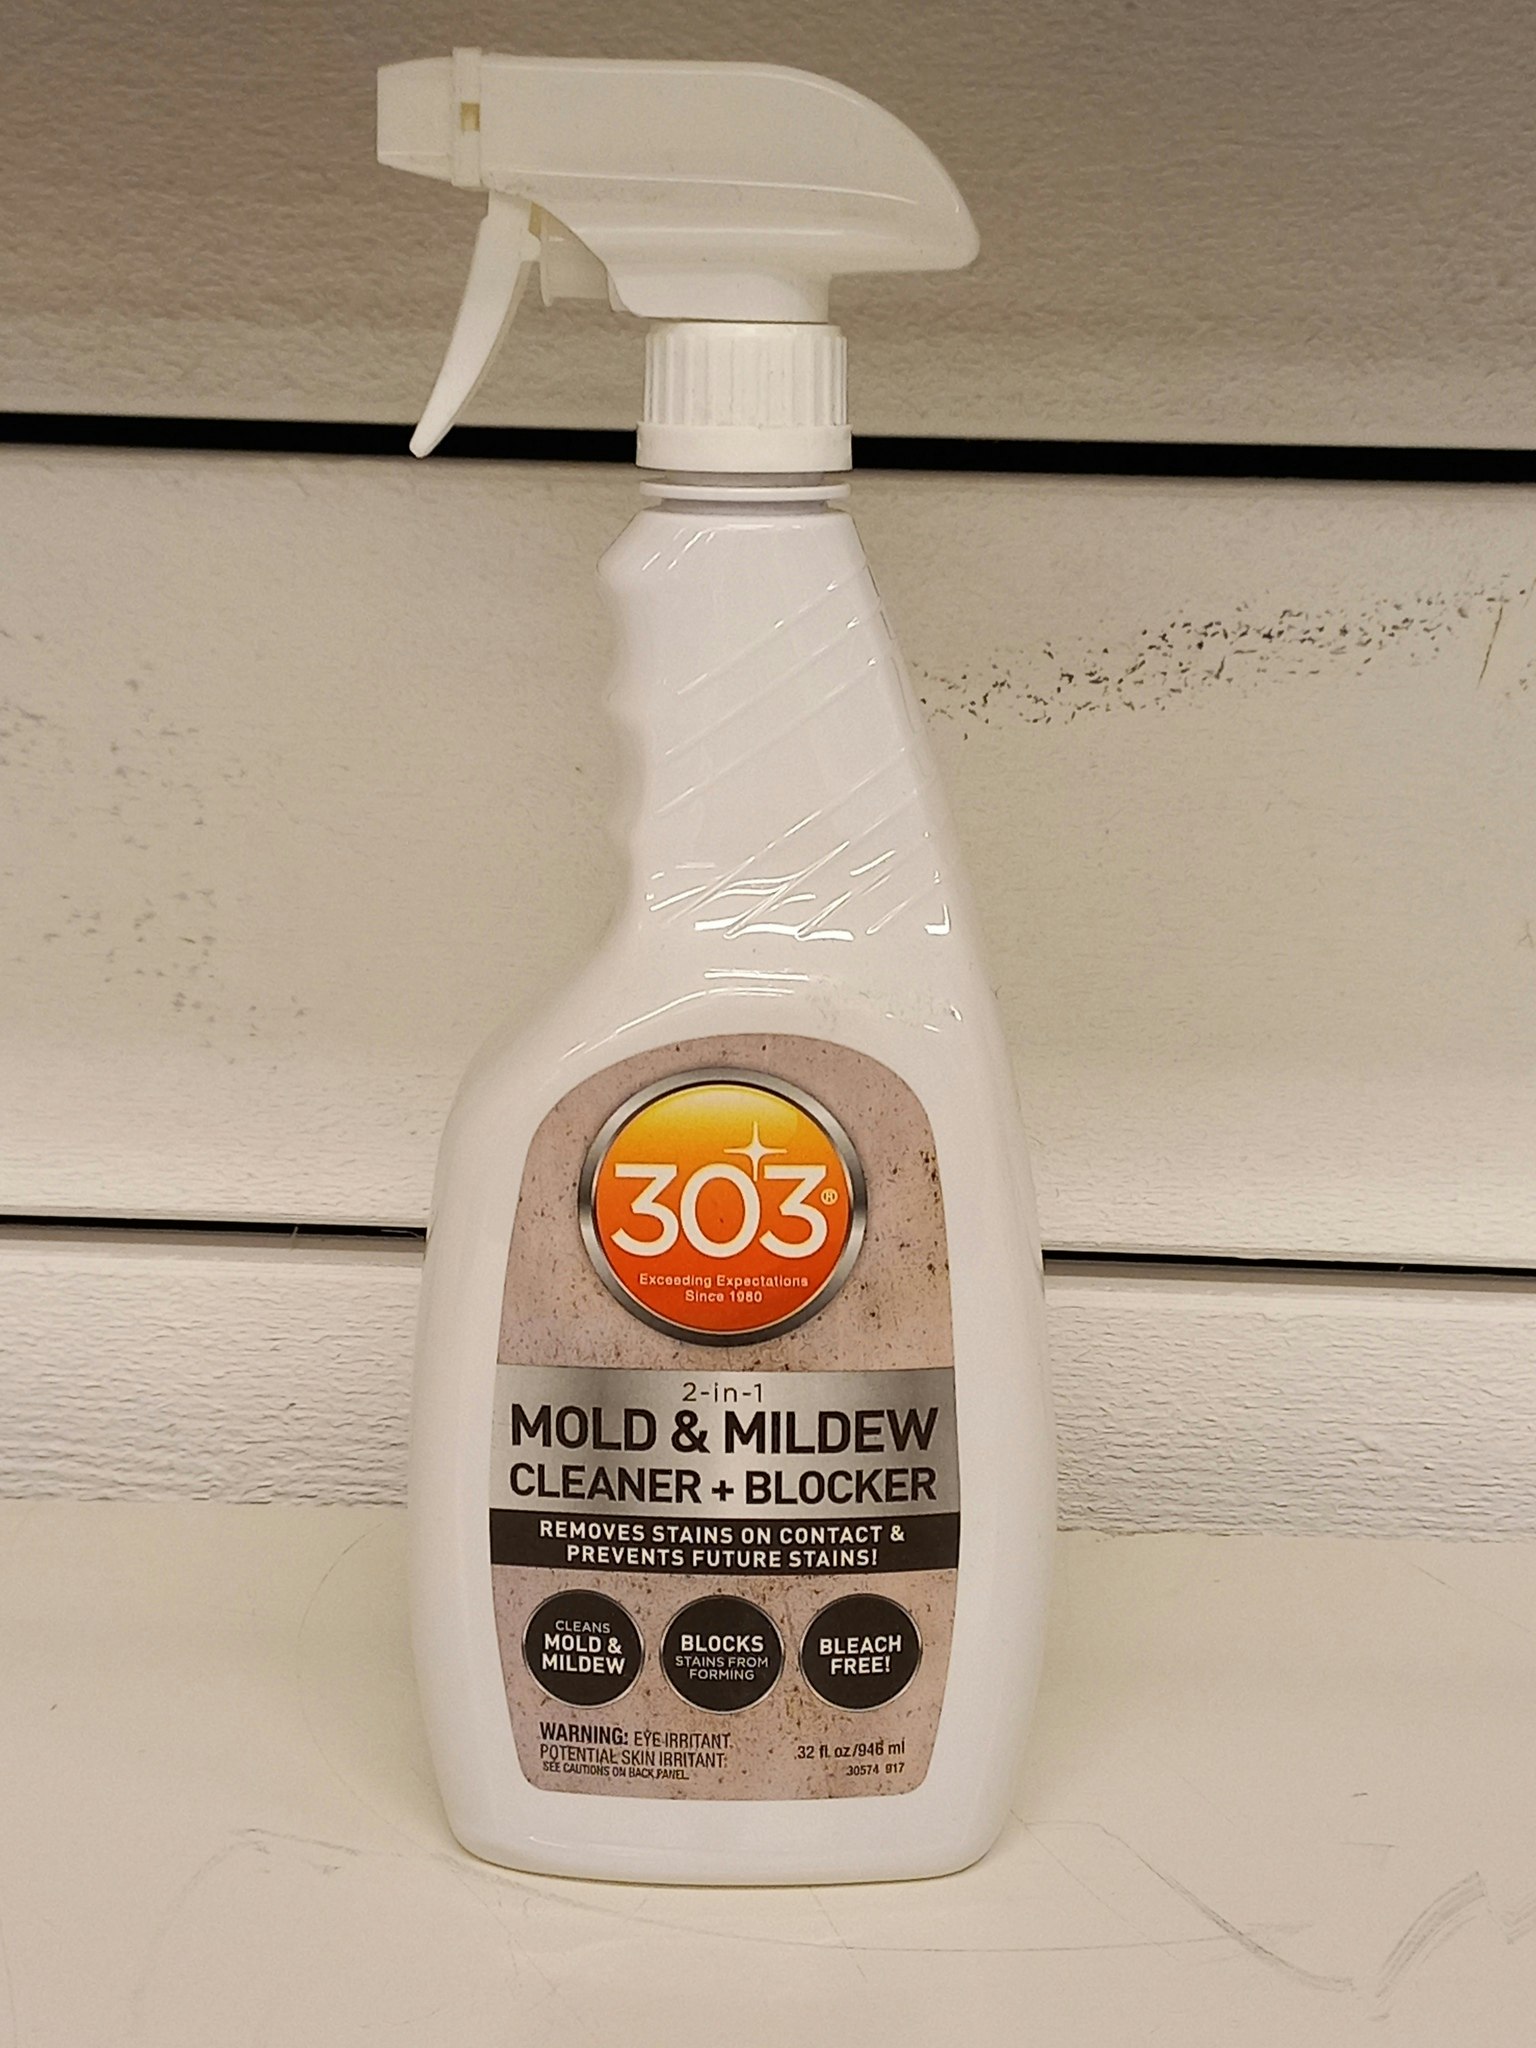 303®
Exceeding Expectations
Since 1980
2-in-1
MOLD & MILDEW
CLEANER + BLOCKER
REMOVES STAINS ON CONTACT &
PREVENTS FUTURE STAINS!
CLEANS
MOLD &
MILDEW
BLOCKS
STAINS FROM
FORMING
BLEACH
FREE!
WARNING: EYE IRRITANT.
POTENTIAL SKIN IRRITANT.
SEE CAUTIONS ON BACK PANEL.
32 fl. oz/946 ml
30574 917